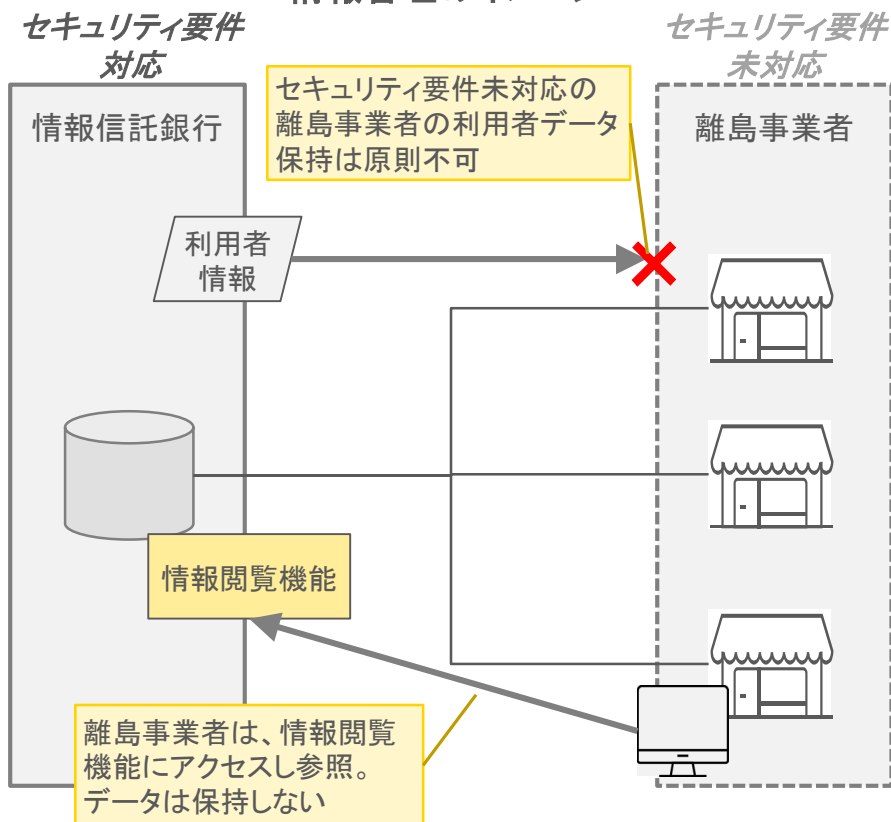 セキュリティ要件
対応
セキュリティ要件
未対応
情報信託銀行
セキュリティ要件未対応の
離島事業者の利用者データ
保持は原則不可
離島事業者
利用者
情報
情報閲覧機能
離島事業者は、情報閲覧
機能にアクセスし参照。
データは保持しない